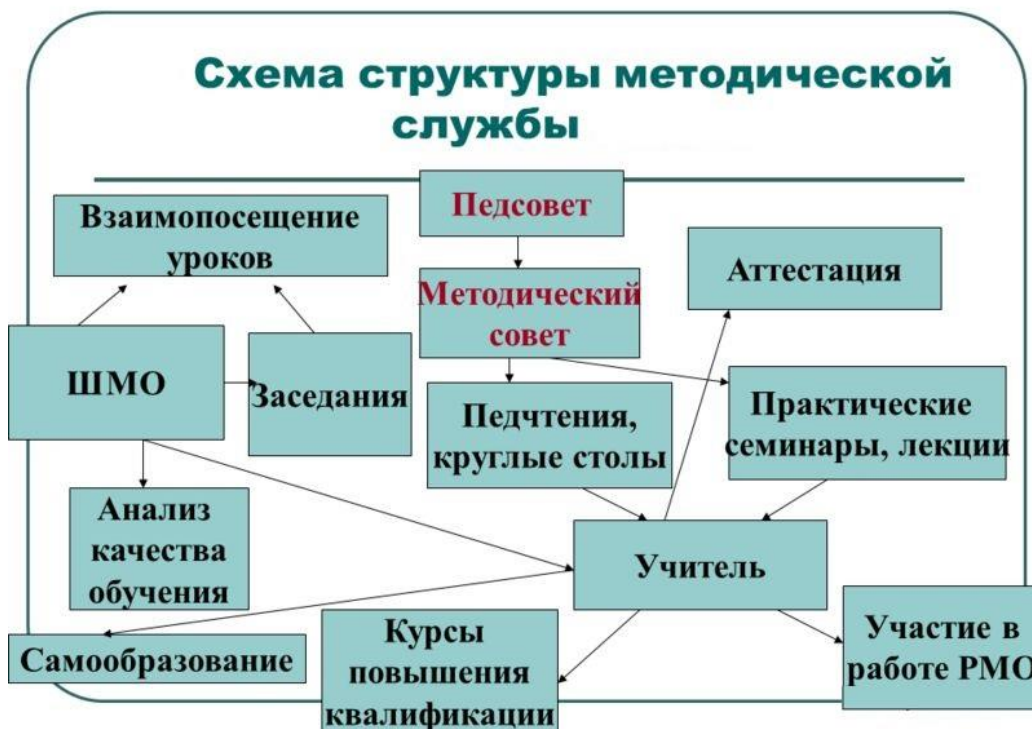 Схема структуры методической
службы
Педсовет
Взаимопосещение
уроков
Аттестация
Методический
совет
ШМО
Заседания
Педчтения,
круглые столы
Практические
семинары, лекции
Анализ
качества
обучения
Учитель
Самообразование
Курсы
повышения
квалификации
Участие в
работе РМО